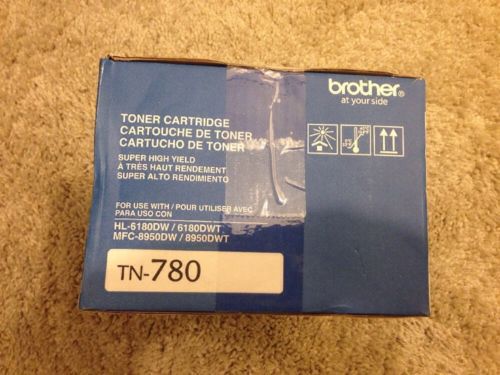 brother®
at your side
TONER CARTRIDGE
CARTOUCHE DE TONER
CARTUCHO DE TONER
SUPER HIGH YIELD
À TRÈS HAUT RENDEMENT
SUPER ALTO RENDIMIENTO
FOR USE WITH / POUR UTILISER AVEC
PARA USO CON
HL-6180DW / 6180DWT
MFC-8950DW / 8950DWT
TN-780